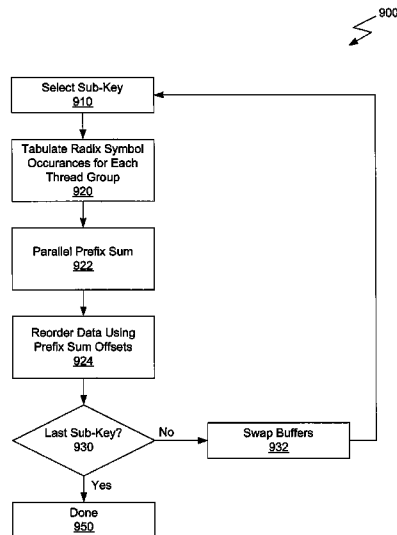 900
Select Sub-Key
910
Tabulate Radix Symbol
Occurances for Each
Thread Group
920
Parallel Prefix Sum
922
Reorder Data Using
Prefix Sum Offsets
924
Last Sub-Key?
930
No
Swap Buffers
932
Yes
Done
950